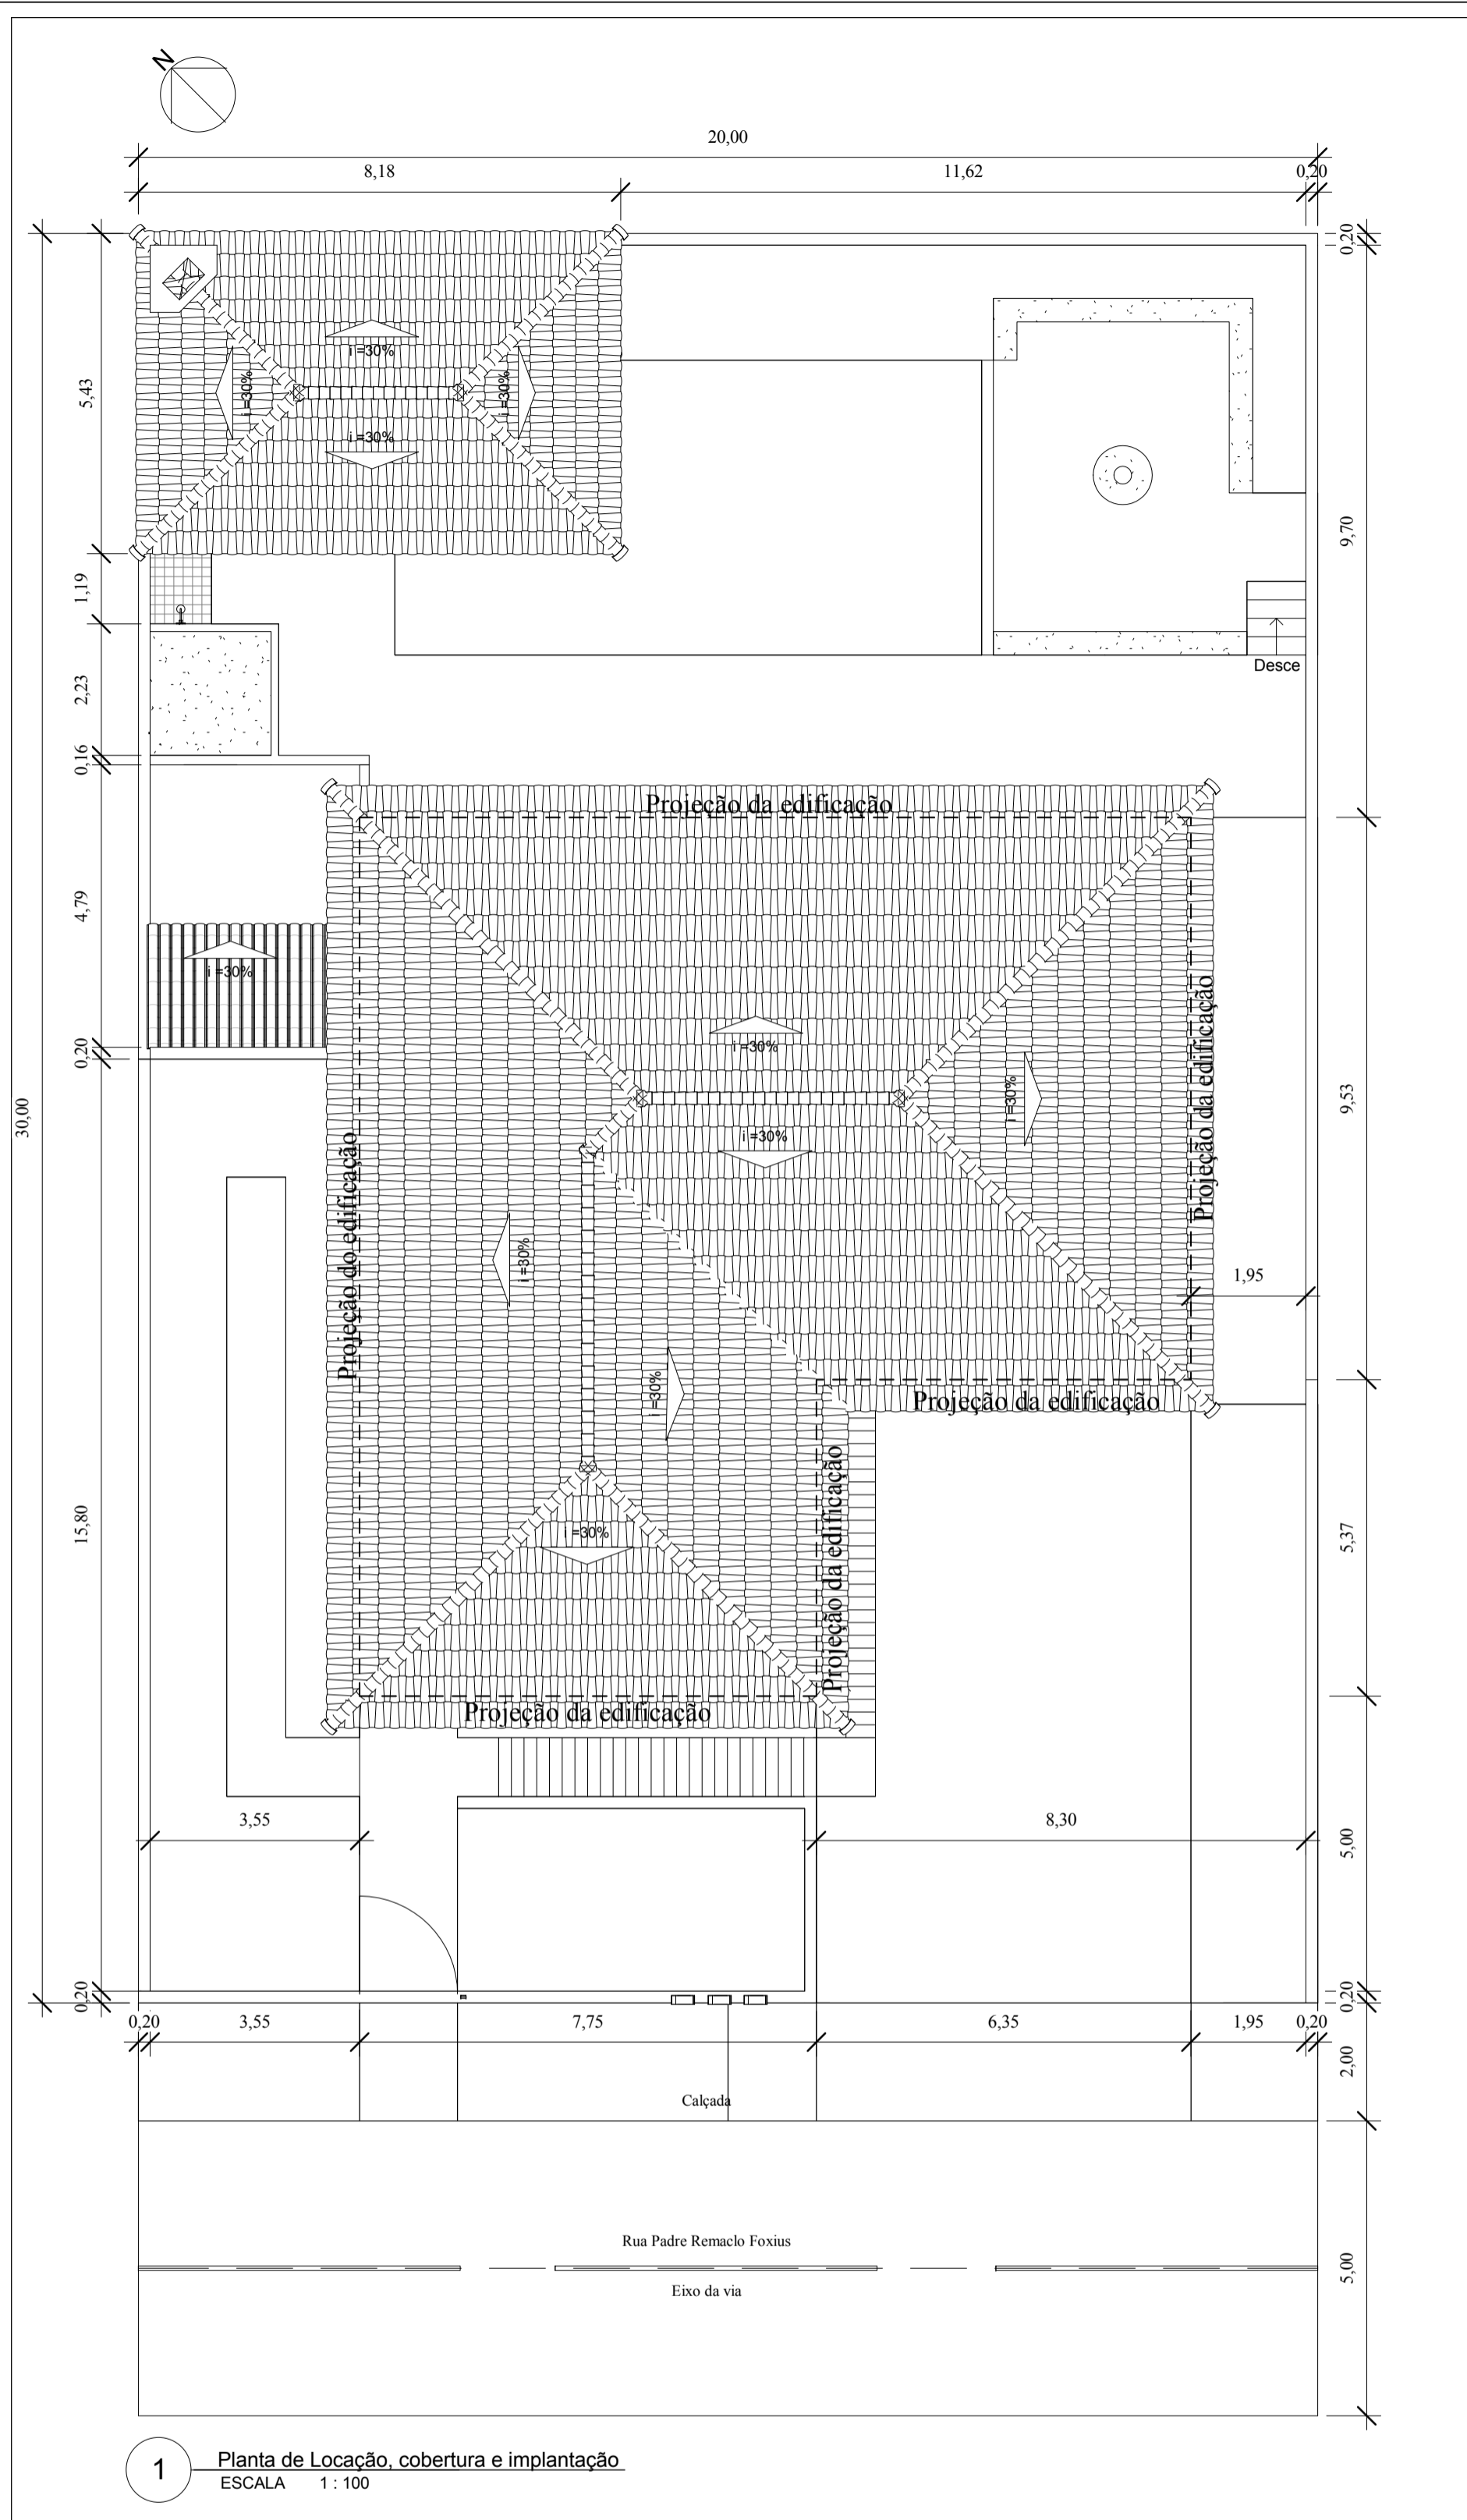 N
20,00
8,18
11,62
0,20
0,20
i =30%
i =30%
i =30%
i =30%
5,43
9,70
1,19
2,23
Desce
0,16
Projeção da edificação
4,79
i =30%
0,20
i =30%
i =30%
i =30%
Projeção da edificação
9,53
30,00
Projeção do edificação
i =30%
1,95
i =30%
Projeção da edificação
Projeção da edificação
15,80
i =30%
5,37
Projeção da edificação
3,55
8,30
5,00
0,20
0,20
0,20
3,55
7,75
6,35
1,95
0,20
2,00
Calçada
Rua Padre Remaclo Foxius
Eixo da via
5,00
1
Planta de Locação, cobertura e implantação
ESCALA 1 : 100